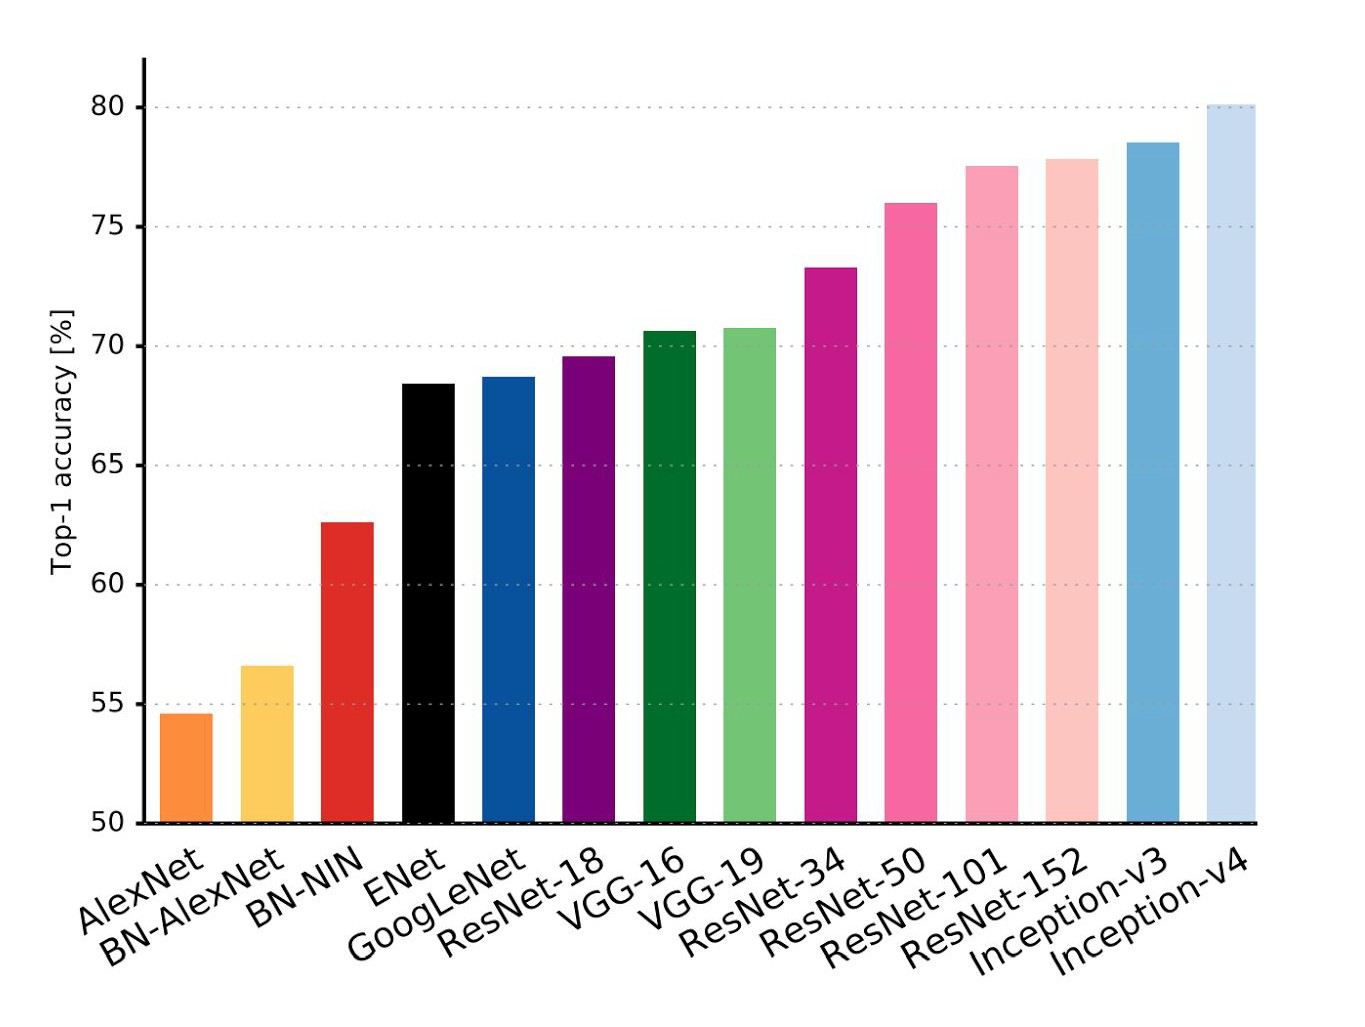 80
75
70
65
60
55
50
Top-1 accuracy [%]
AlexNet
BN-AlexNet
BN-NIN
ENet
GoogLeNet
ResNet-18
VGG-16
VGG-19
ResNet-34
ResNet-50
ResNet-101
ResNet-152
Inception-v3
Inception-v4